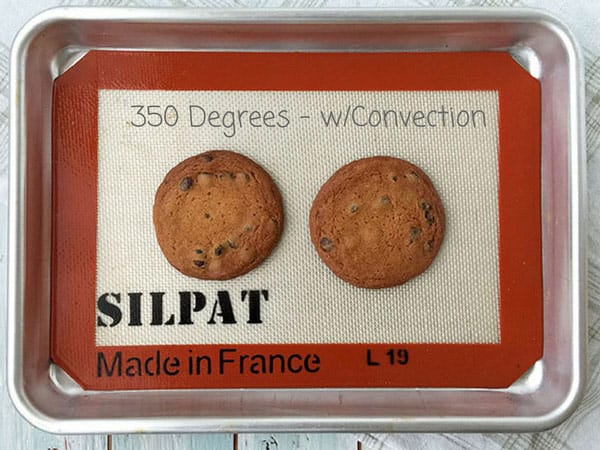 350 Degrees - w/Convection
SILPAT
Made in France L 19